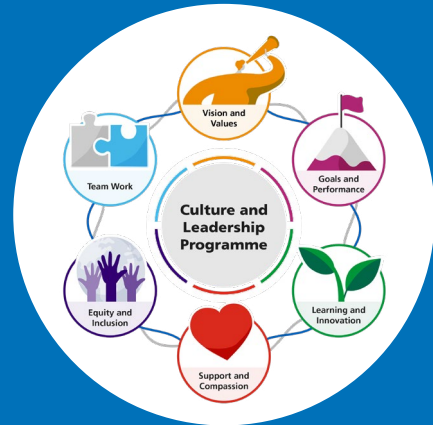 Vision and
Values
Team Work
Goals and
Performance
Culture and
Leadership
Programme
Equity and
Inclusion
Learning and
Innovation
Support and
Compassion